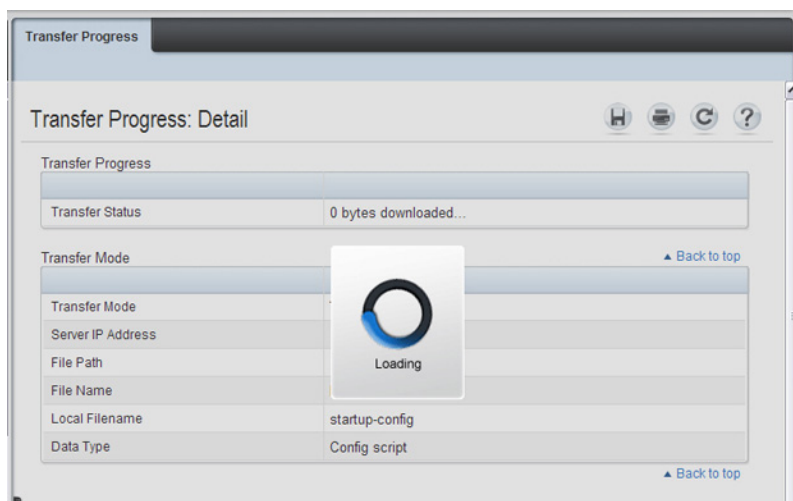 Transfer Progress
Transfer Progress: Detail
Transfer Progress
Transfer Status 0 bytes downloaded...
Transfer Mode ▲ Back to top
Transfer Mode
Server IP Address
File Path
Loading
File Name
Local Filename startup-config
Data Type Config script
▲ Back to top